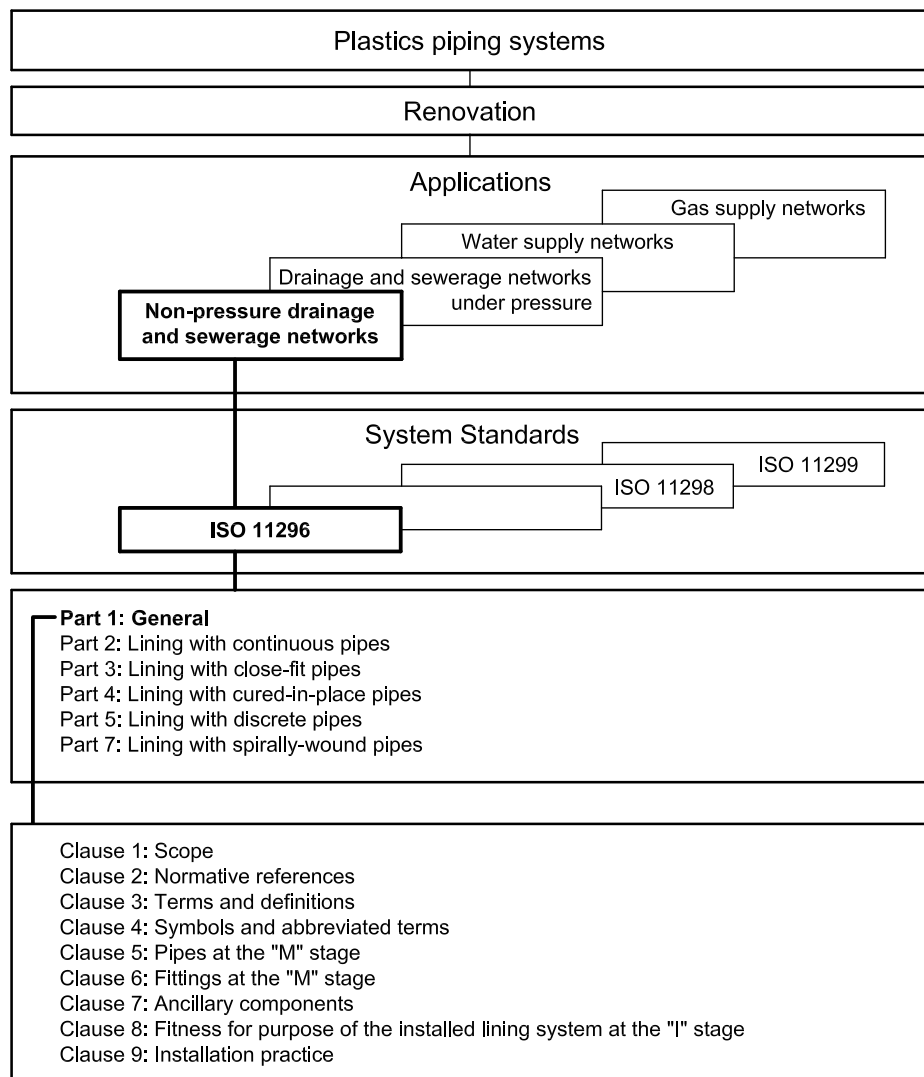 Plastics piping systems
Renovation
Applications
Gas supply networks
Water supply networks
Drainage and sewerage networks
under pressure
Non-pressure drainage
and sewerage networks
System Standards
ISO 11299
ISO 11298
ISO 11296
Part 1: General
Part 2: Lining with continuous pipes
Part 3: Lining with close-fit pipes
Part 4: Lining with cured-in-place pipes
Part 5: Lining with discrete pipes
Part 7: Lining with spirally-wound pipes
Clause 1: Scope
Clause 2: Normative references
Clause 3: Terms and definitions
Clause 4: Symbols and abbreviated terms
Clause 5: Pipes at the "M" stage
Clause 6: Fittings at the "M" stage
Clause 7: Ancillary components
Clause 8: Fitness for purpose of the installed lining system at the "I" stage
Clause 9: Installation practice